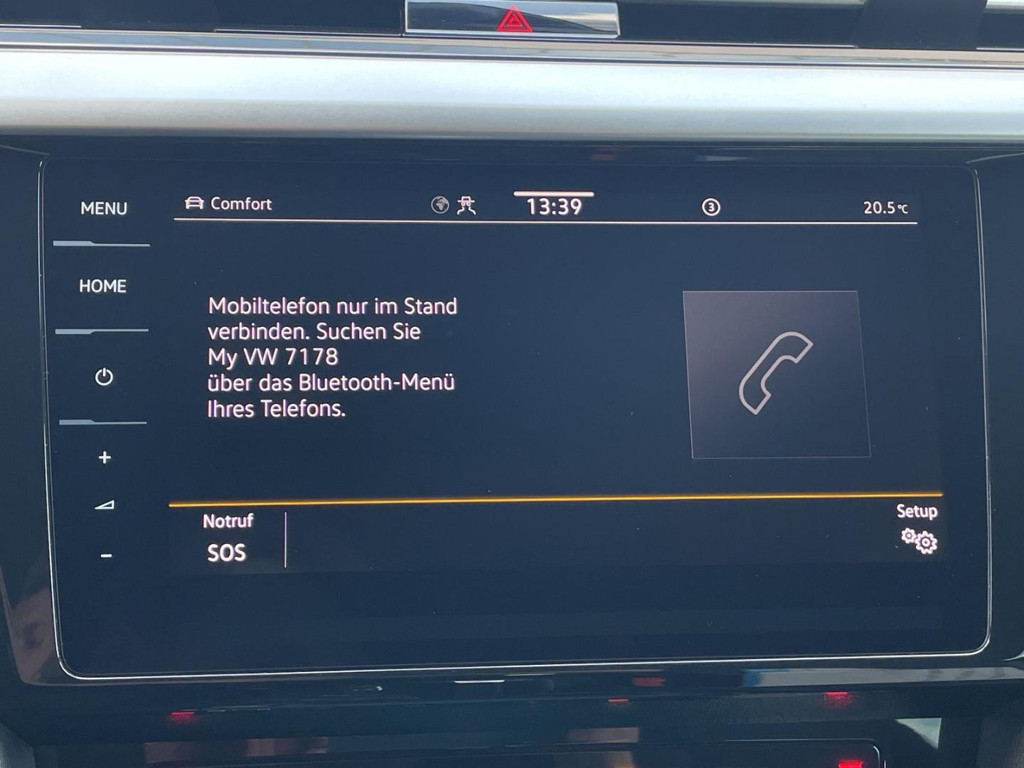 MENU
Comfort
13:39
3
20.5°C
HOME
Mobiltelefon nur im Stand
verbinden. Suchen Sie
My VW 7178
über das Bluetooth-Menü
Ihres Telefons.
+
-
Notruf
SOS
Setup